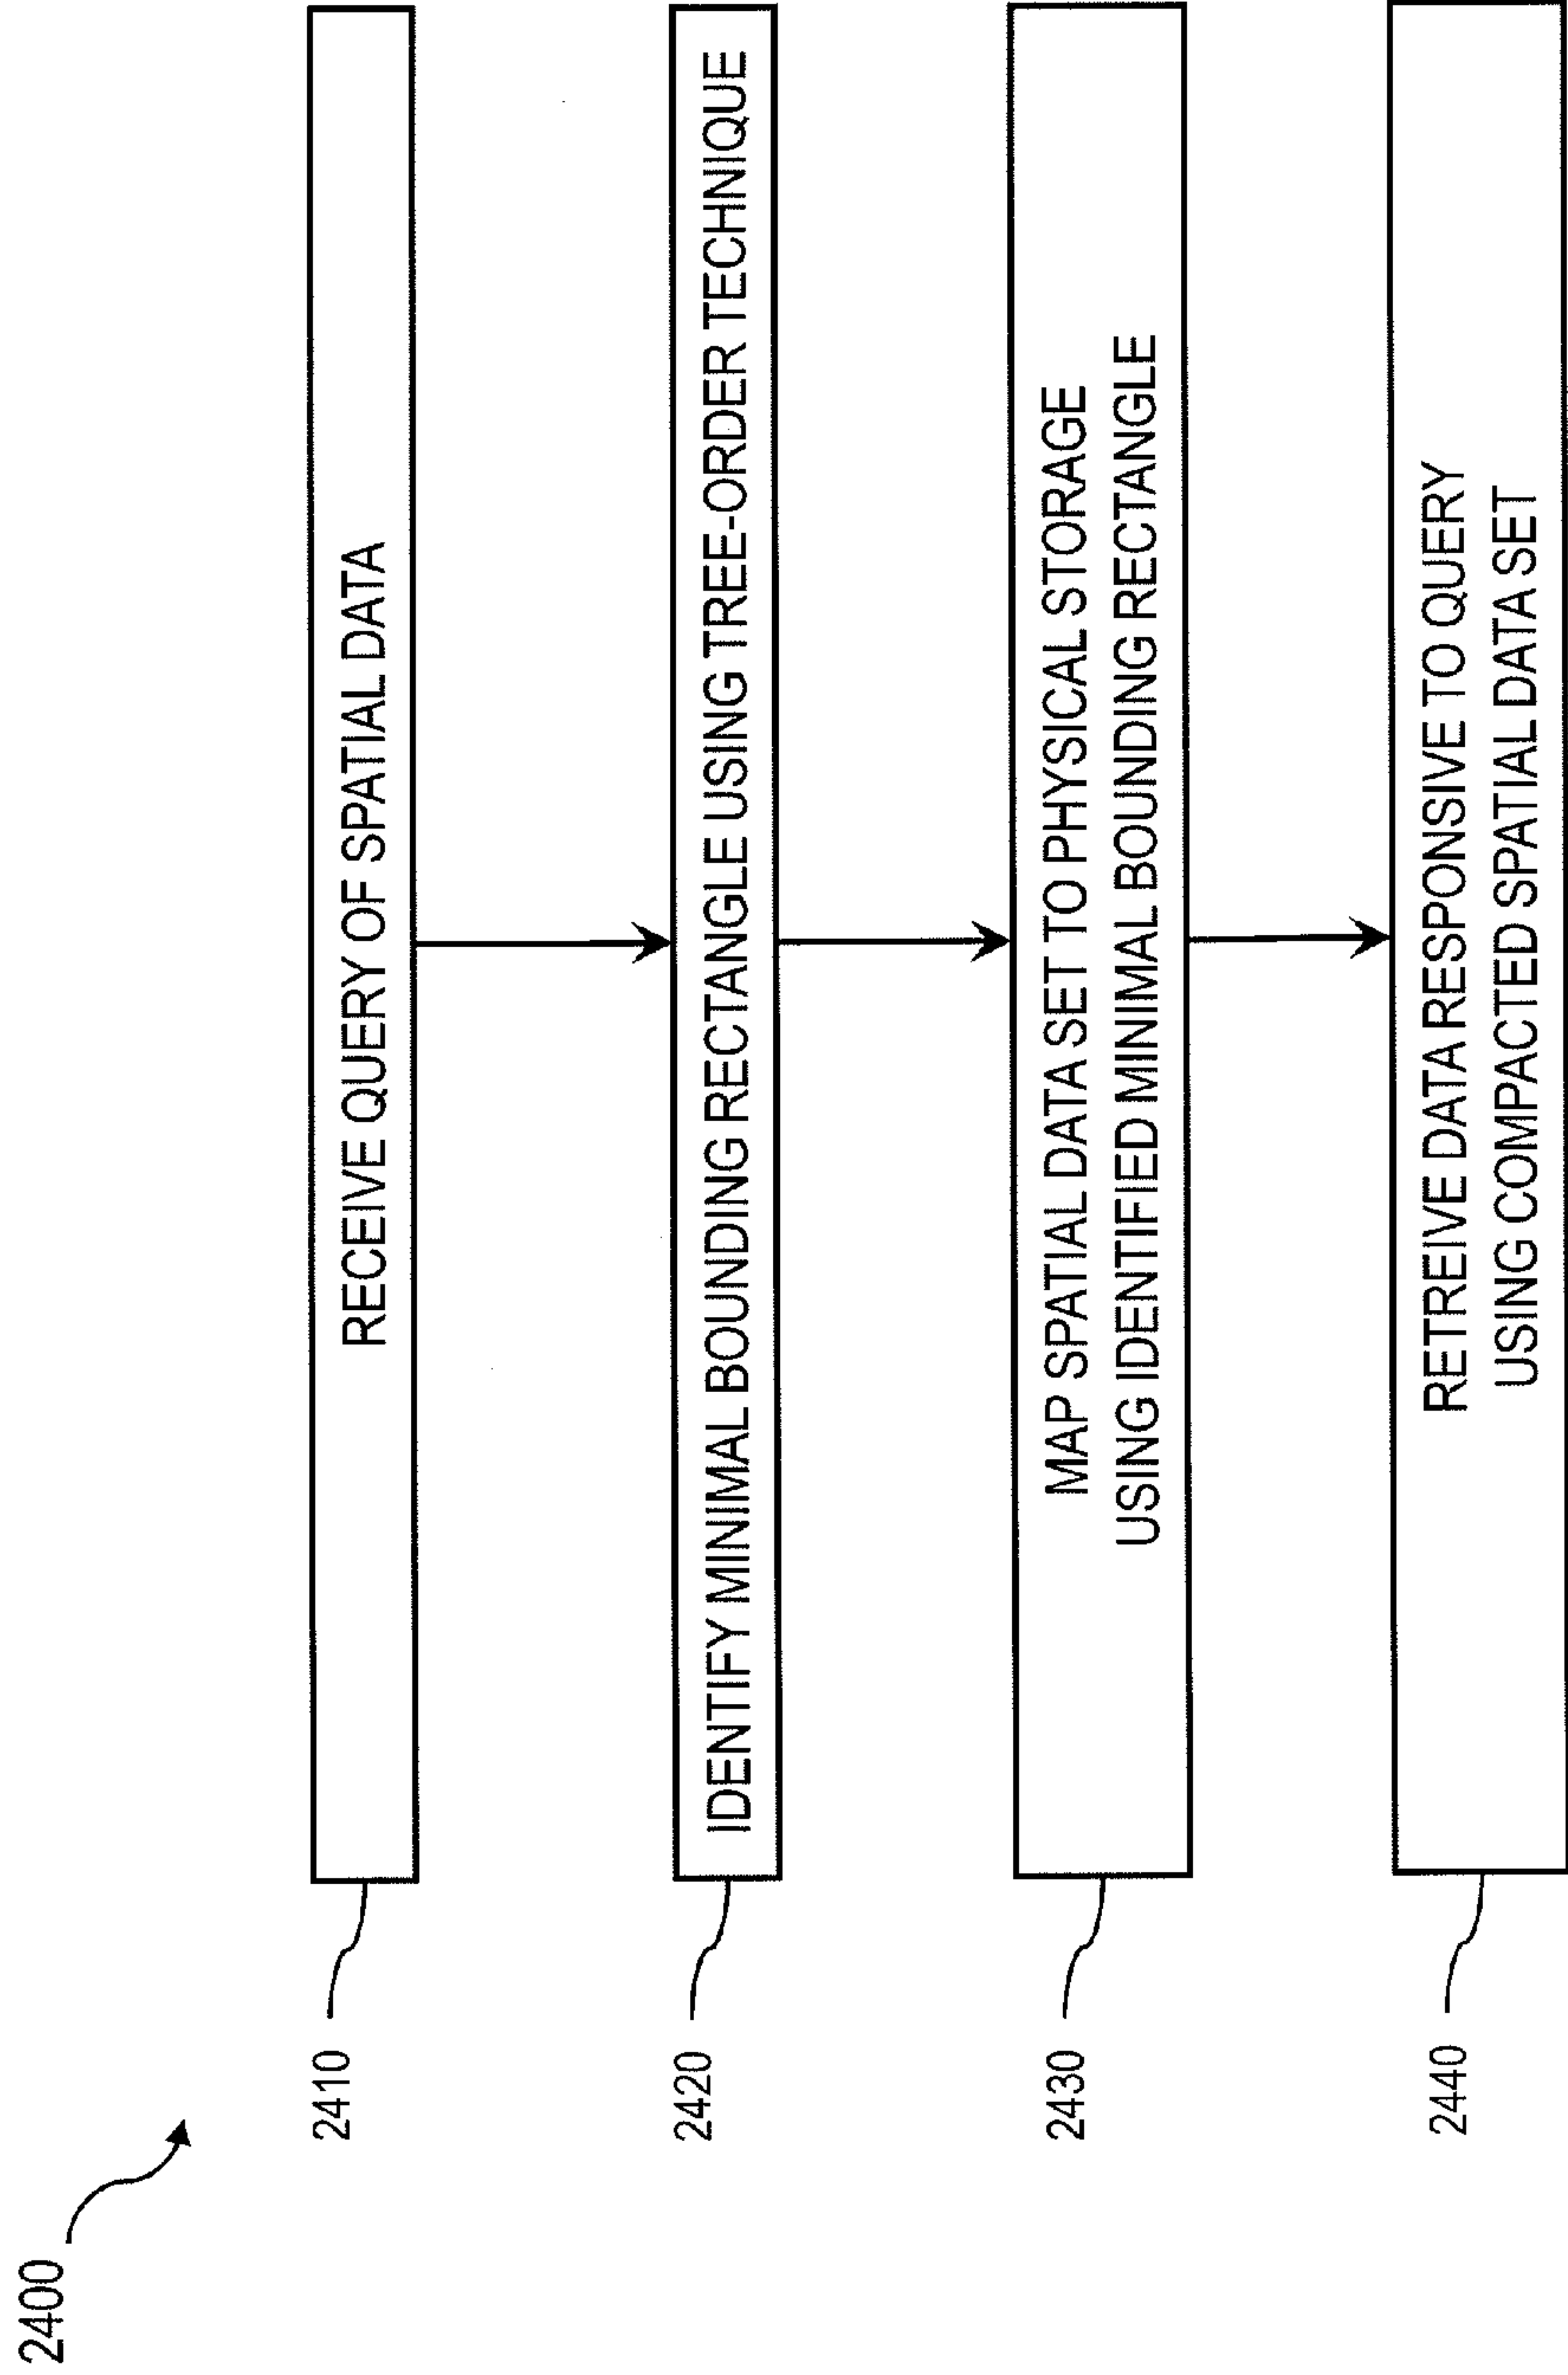 2400
2410
RECEIVE QUERY OF SPATIAL DATA
2420
IDENTIFY MINIMAL BOUNDING RECTANGLE USING TREE-ORDER TECHNIQUE
2430
MAP SPATIAL DATA SET TO PHYSICAL STORAGE
USING IDENTIFIED MINIMAL BOUNDING RECTANGLE
2440
RETREIVE DATA RESPONSIVE TO QUERY
USING COMPACTED SPATIAL DATA SET